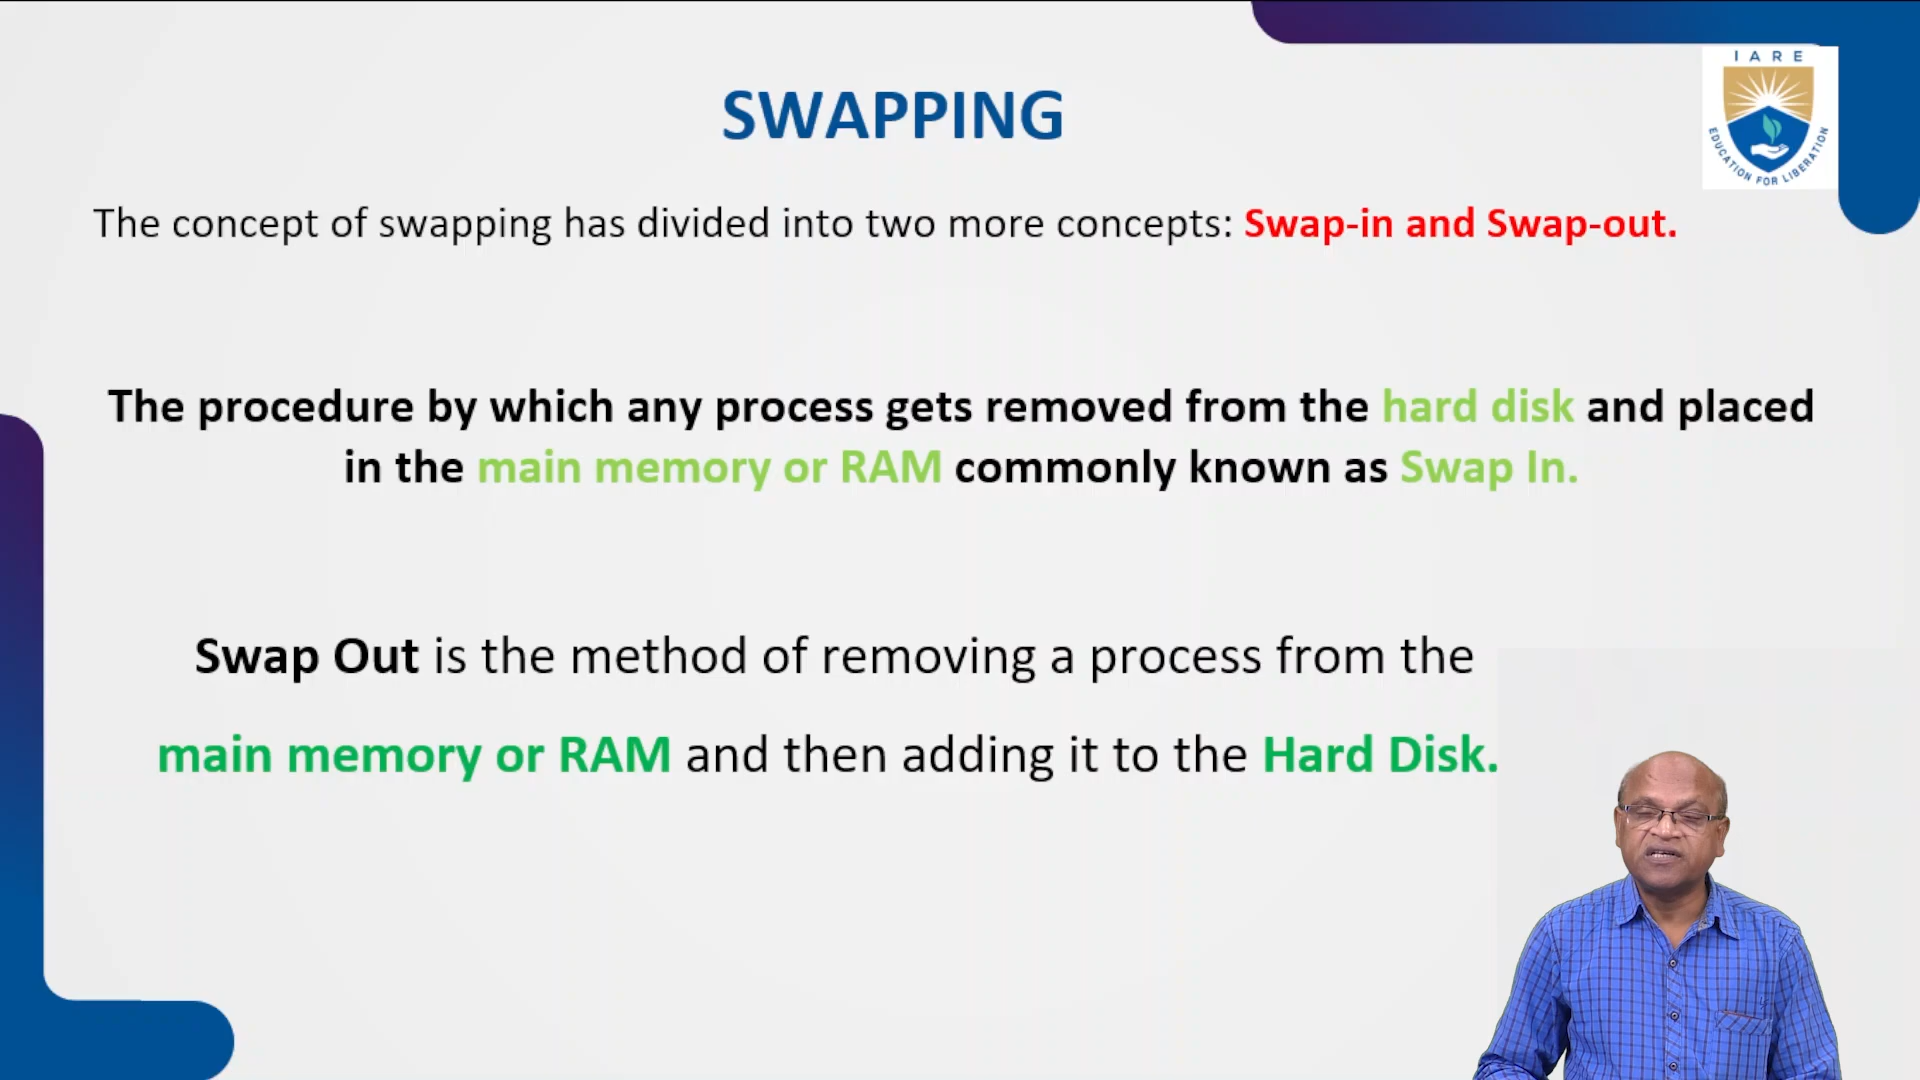 IARE
EDUCATION FOR LIBERATION
SWAPPING
The concept of swapping has divided into two more concepts: Swap-in and Swap-out.
The procedure by which any process gets removed from the hard disk and placed
in the main memory or RAM commonly known as Swap In.
Swap Out is the method of removing a process from the
main memory or RAM and then adding it to the Hard Disk.